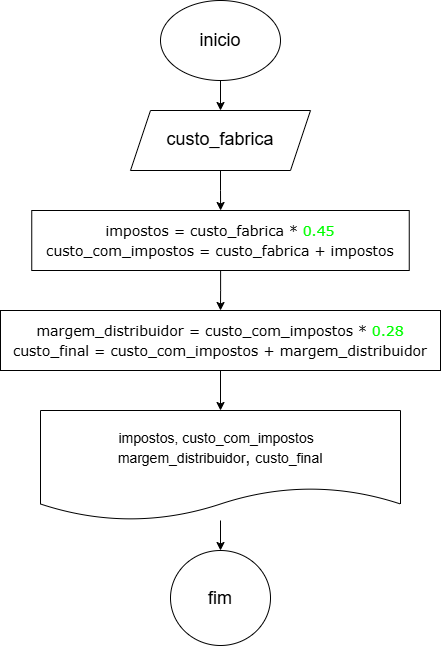 inicio
custo_fabrica
impostos = custo_fabrica * 0.45
custo_com_impostos = custo_fabrica + impostos
margem_distribuidor = custo_com_impostos * 0.28
custo_final = custo_com_impostos + margem_distribuidor
impostos, custo_com_impostos
margem_distribuidor, custo_final
fim